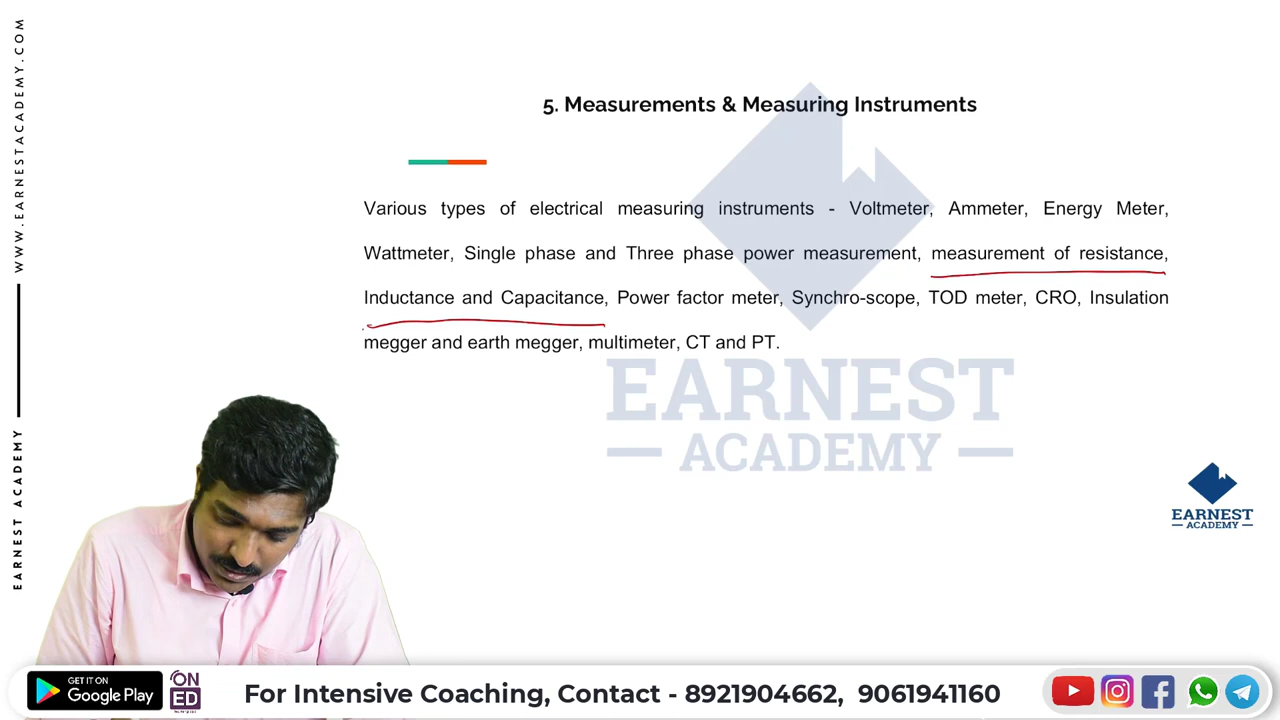 5. Measurements & Measuring Instruments
Various types of electrical measuring instruments - Voltmeter, Ammeter, Energy Meter,
Wattmeter, Single phase and Three phase power measurement, measurement of resistance,
Inductance and Capacitance, Power factor meter, Synchro-scope, TOD meter, CRO, Insulation
megger and earth megger, multimeter, CT and PT.
EARNEST
ACADEMY
EARNEST
ACADEMY
WWW.EARNESTACADEMY.COM
EARNEST ACADEMY
GET IT ON
Google Play
ON
ED
For Intensive Coaching, Contact - 8921904662, 9061941160